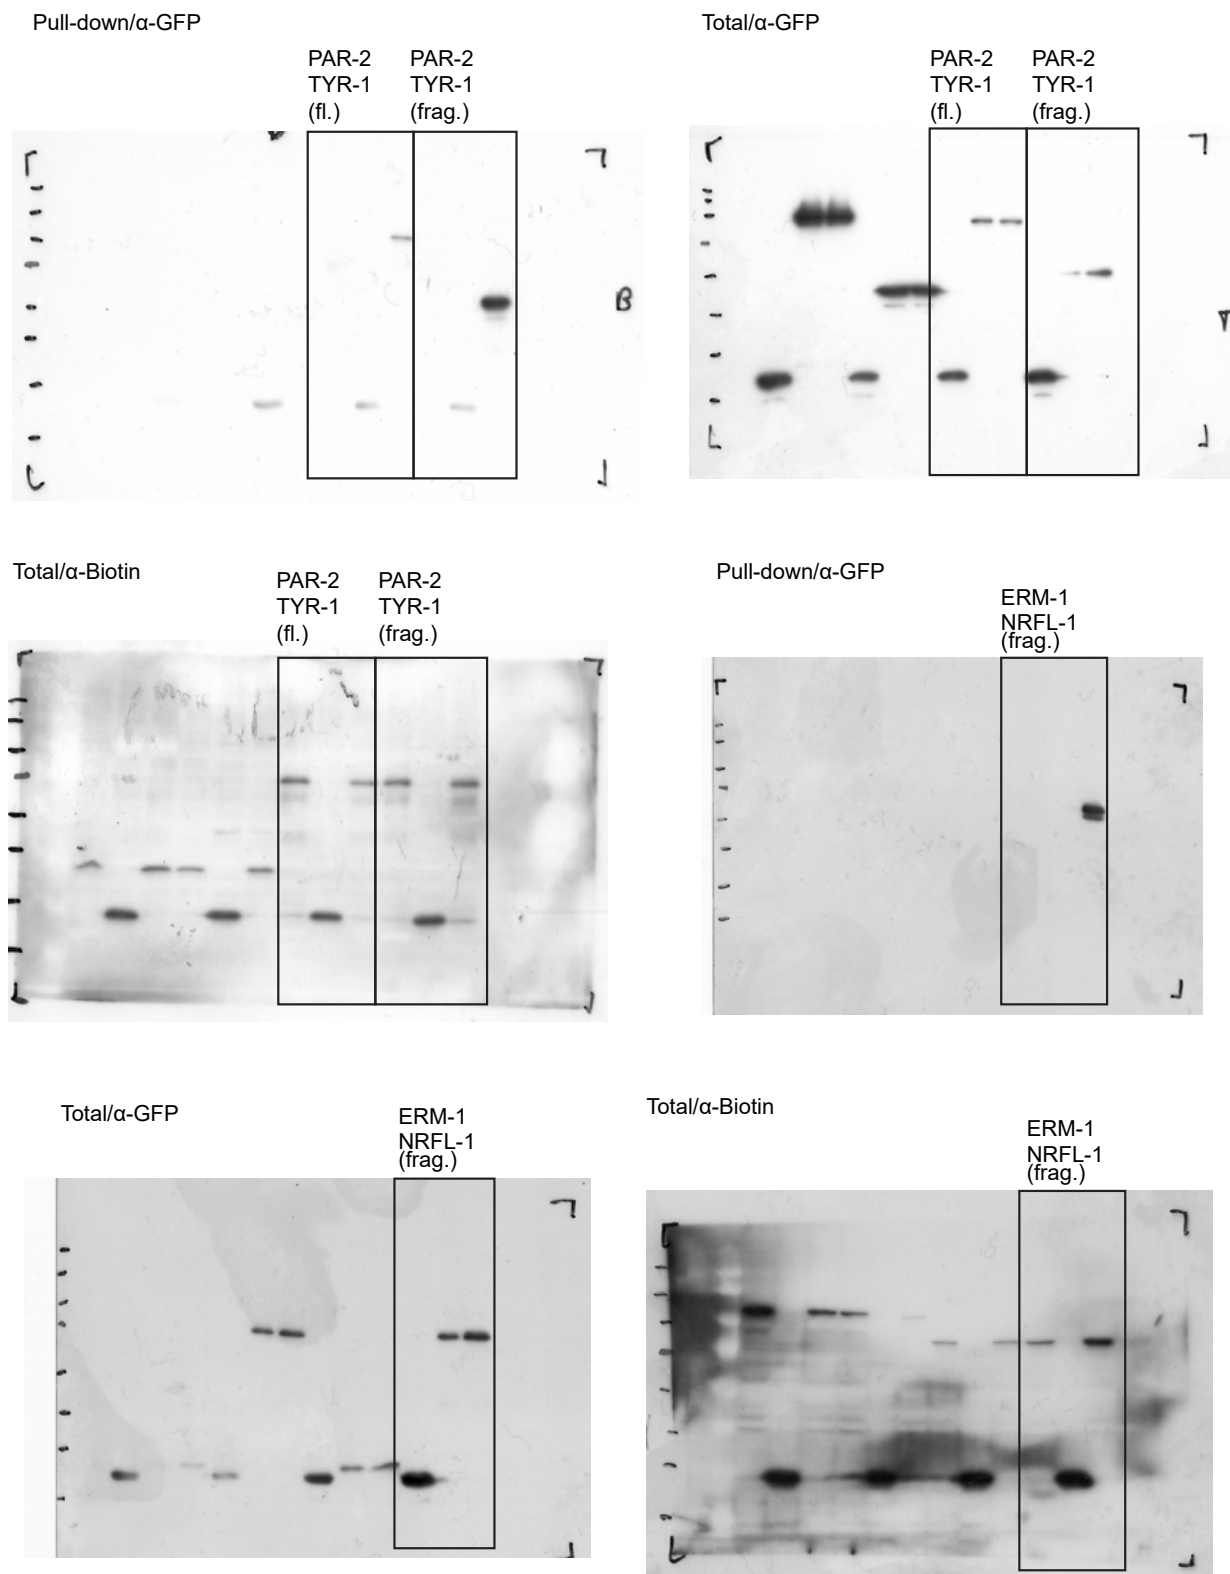 Pull-down/α-GFP
PAR-2
TYR-1
(fl.)
PAR-2
TYR-1
(frag.)
B
Total/α-GFP
PAR-2
TYR-1
(fl.)
PAR-2
TYR-1
(frag.)
Total/α-Biotin
PAR-2
TYR-1
(fl.)
PAR-2
TYR-1
(frag.)
Pull-down/α-GFP
ERM-1
NRFL-1
(frag.)
Total/α-GFP
ERM-1
NRFL-1
(frag.)
Total/α-Biotin
ERM-1
NRFL-1
(frag.)